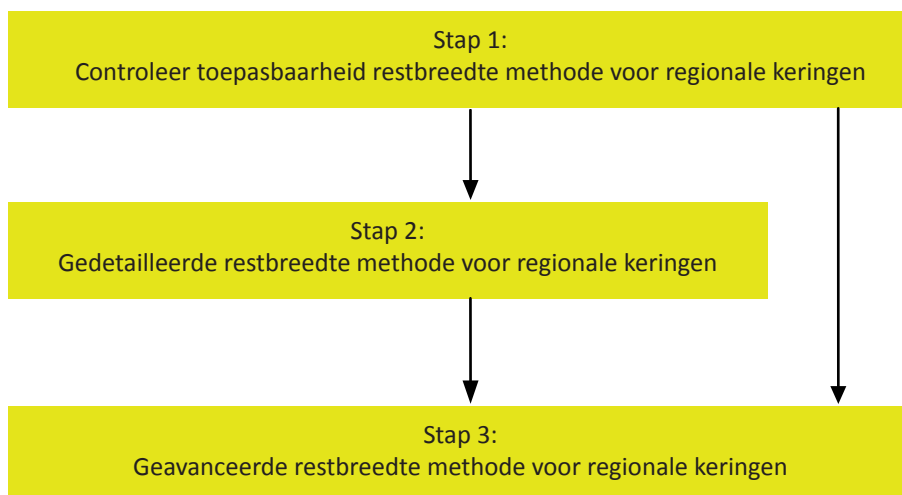 Stap 1:
Controleer toepasbaarheid restbreedte methode voor regionale keringen
Stap 2:
Gedetailleerde restbreedte methode voor regionale keringen
Stap 3:
Geavanceerde restbreedte methode voor regionale keringen